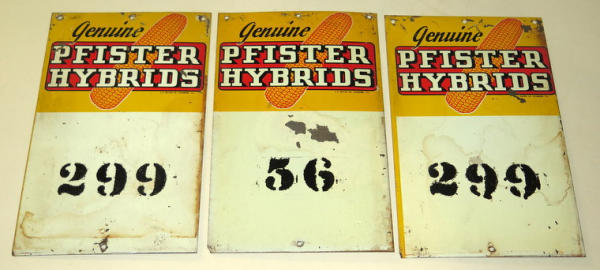 Genuine
PFISTER
HYBRIDS
299
Genuine
PFISTER
HYBRIDS
56
Genuine
PFISTER
HYBRIDS
299